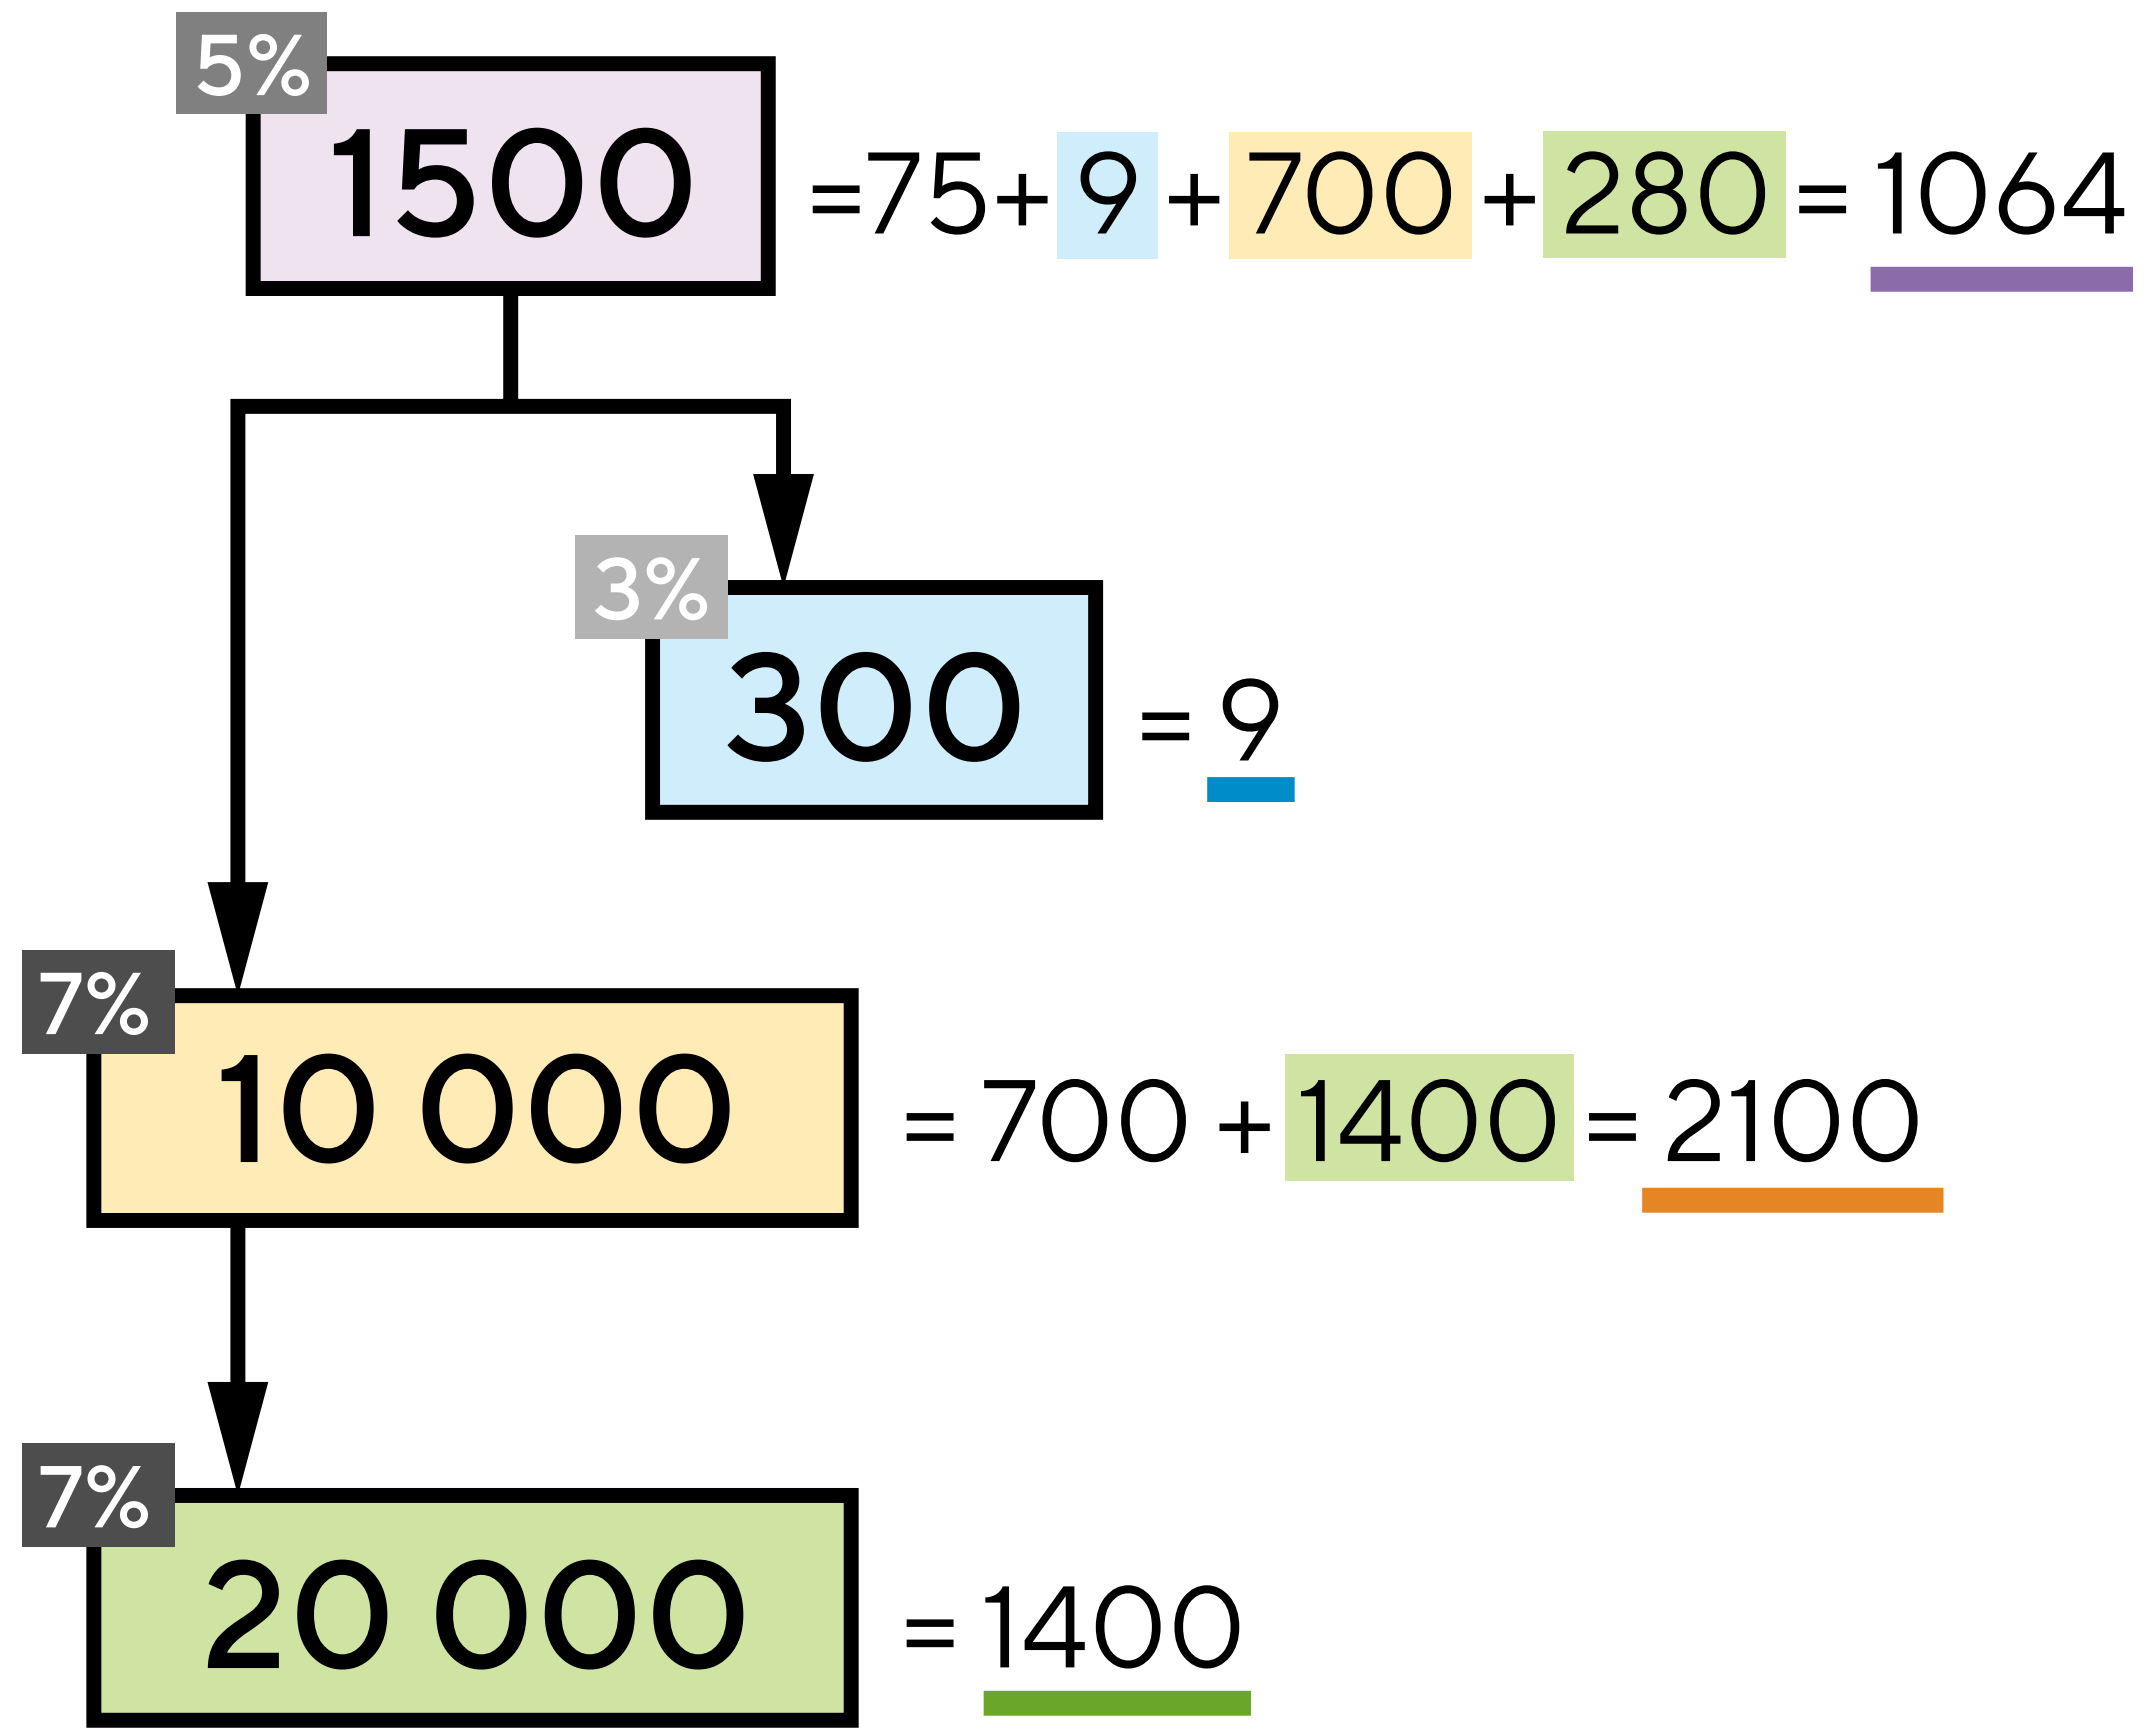 5%
1500 =75+ 9 + 700 + 280 = 1064
3%
300 = 9
7%
10 000 = 700 + 1400 = 2100
7%
20 000 = 1400